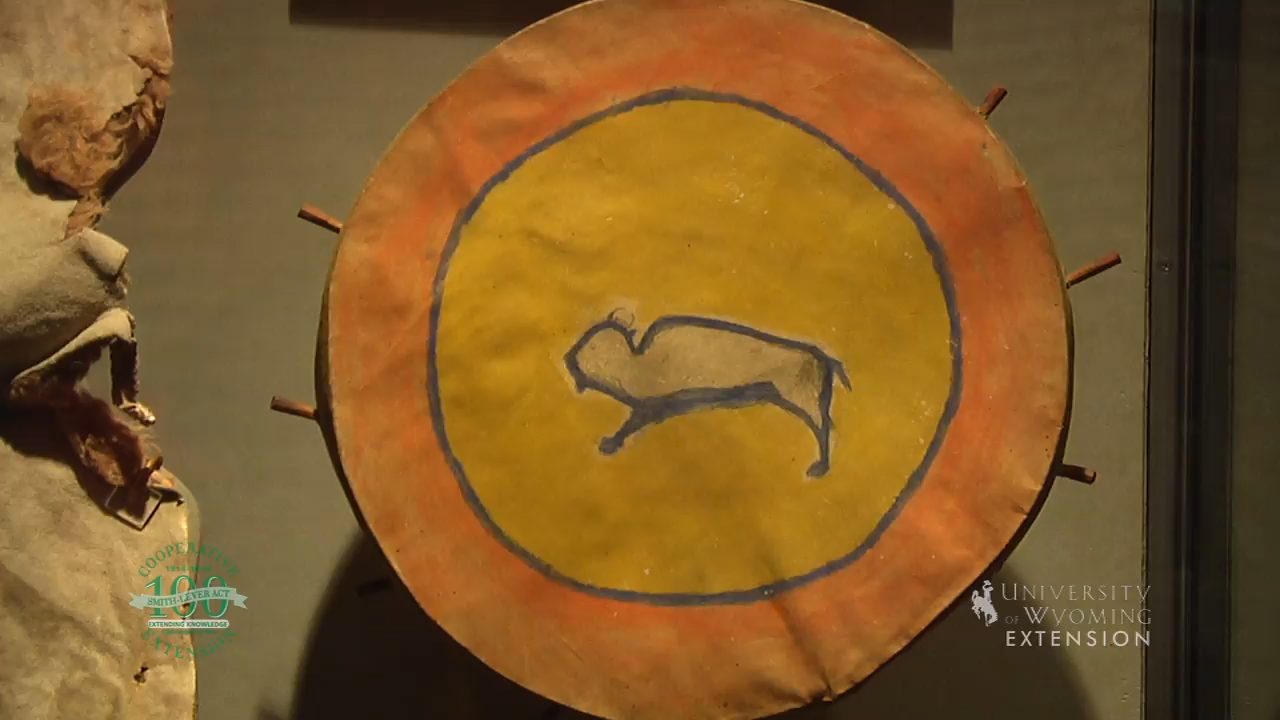 COOPERATIVE
100
SMITH-LEVER ACT
EXTENDING KNOWLEDGE
EXTENSION
UNIVERSITY
OF WYOMING
EXTENSION